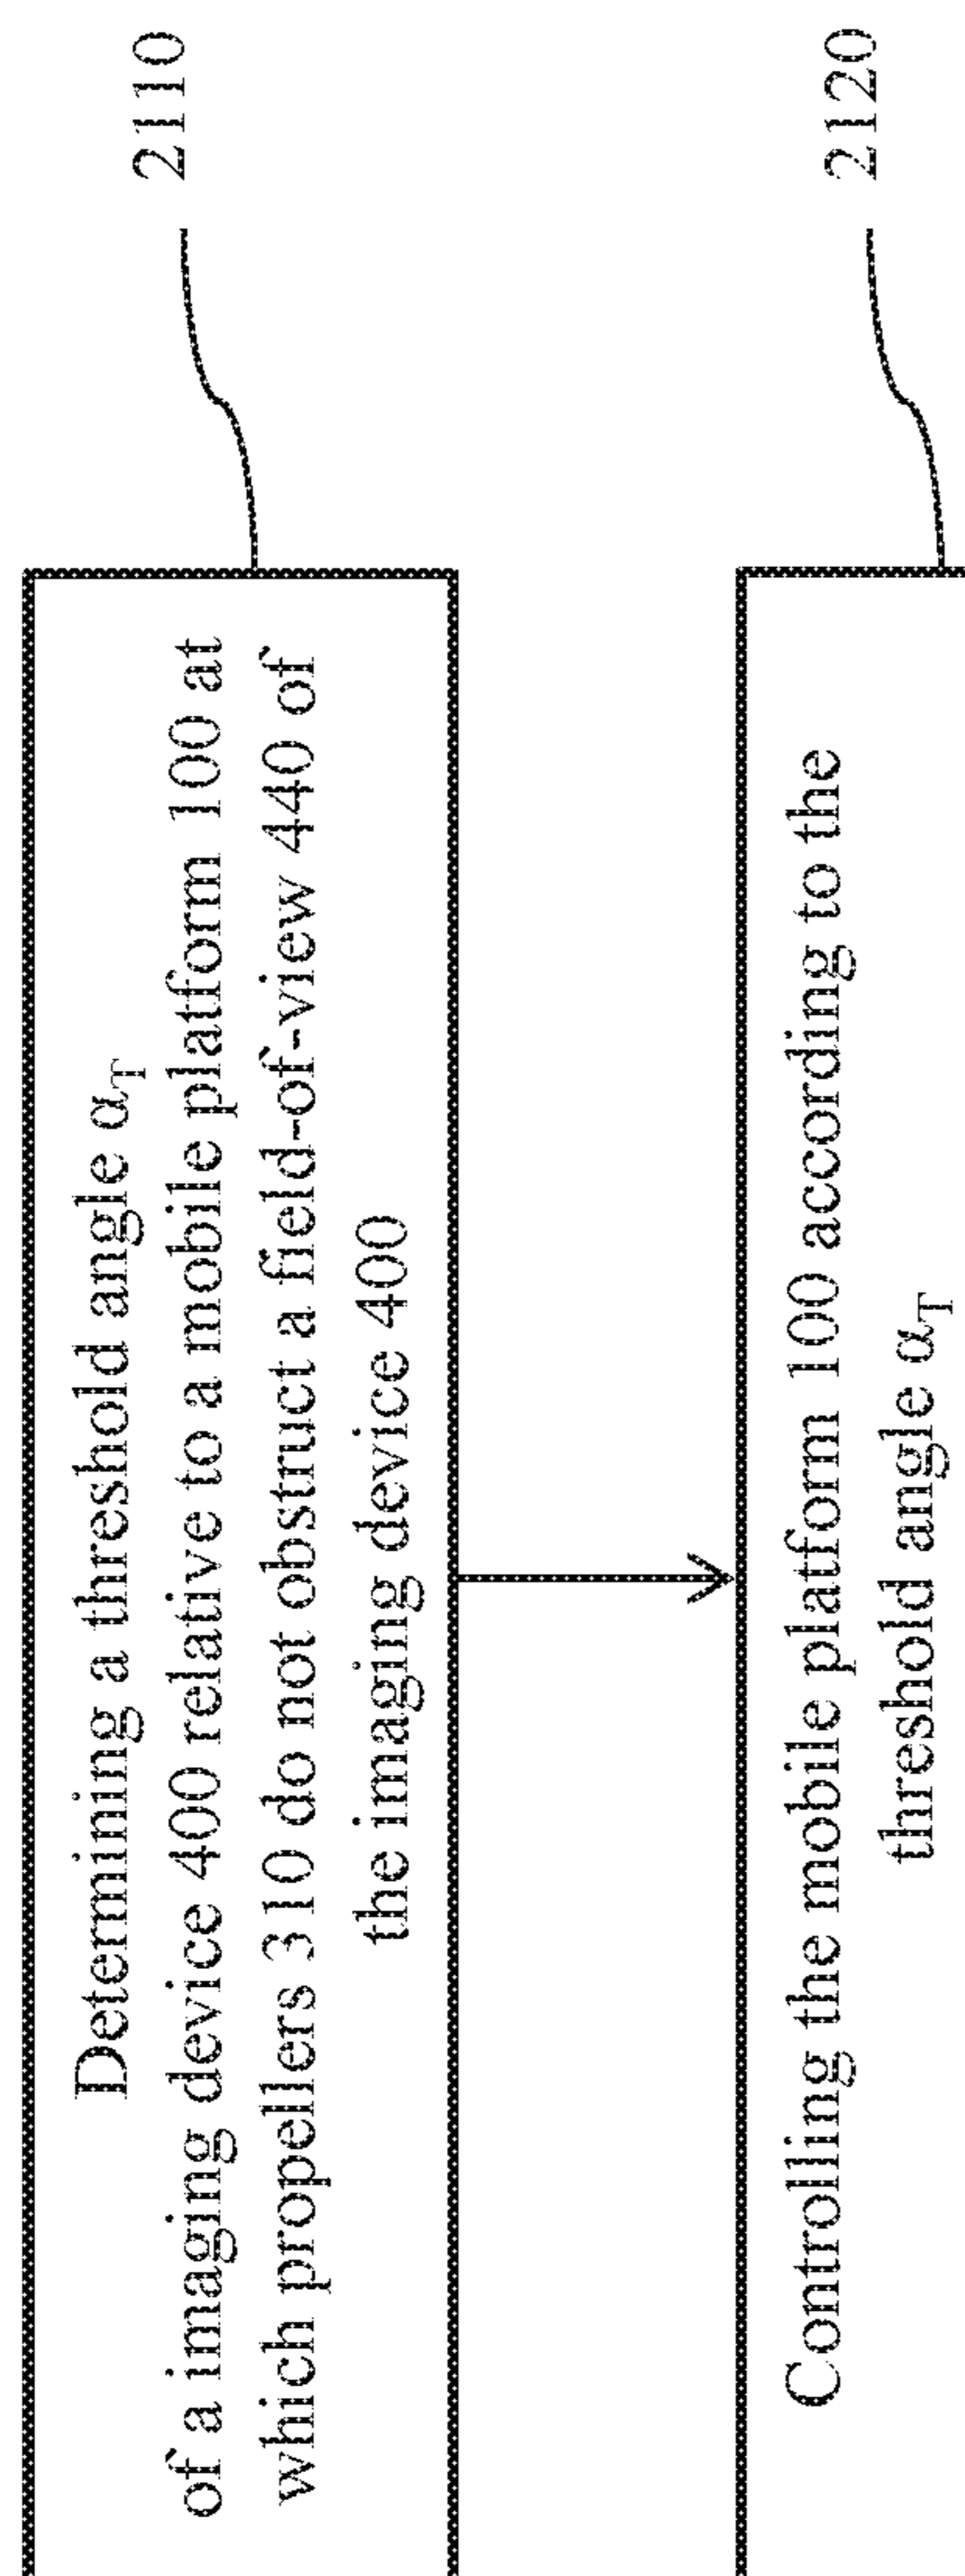 Determining a threshold angle αT
of a imaging device 400 relative to a mobile platform 100 at
which propellers 310 do not obstruct a field-of-view 440 of
the imaging device 400
2110
Controlling the mobile platform 100 according to the
threshold angle αT
2120